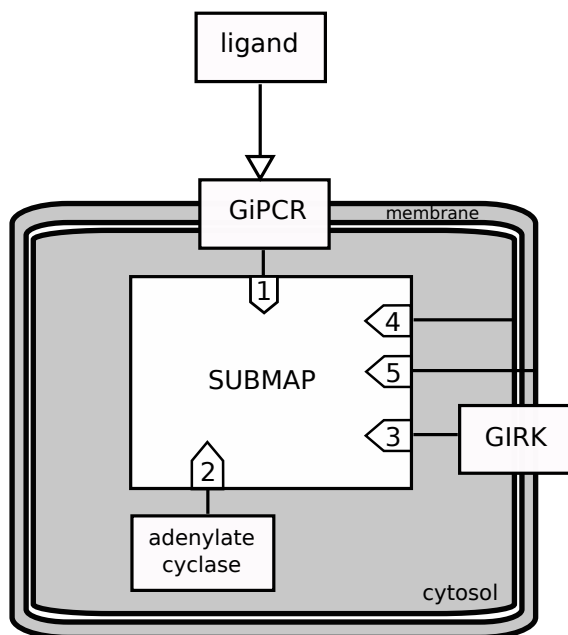 ligand
GiPCR
membrane
1
4
SUBMAP
5
3
GIRK
2
adenylate
cyclase
cytosol